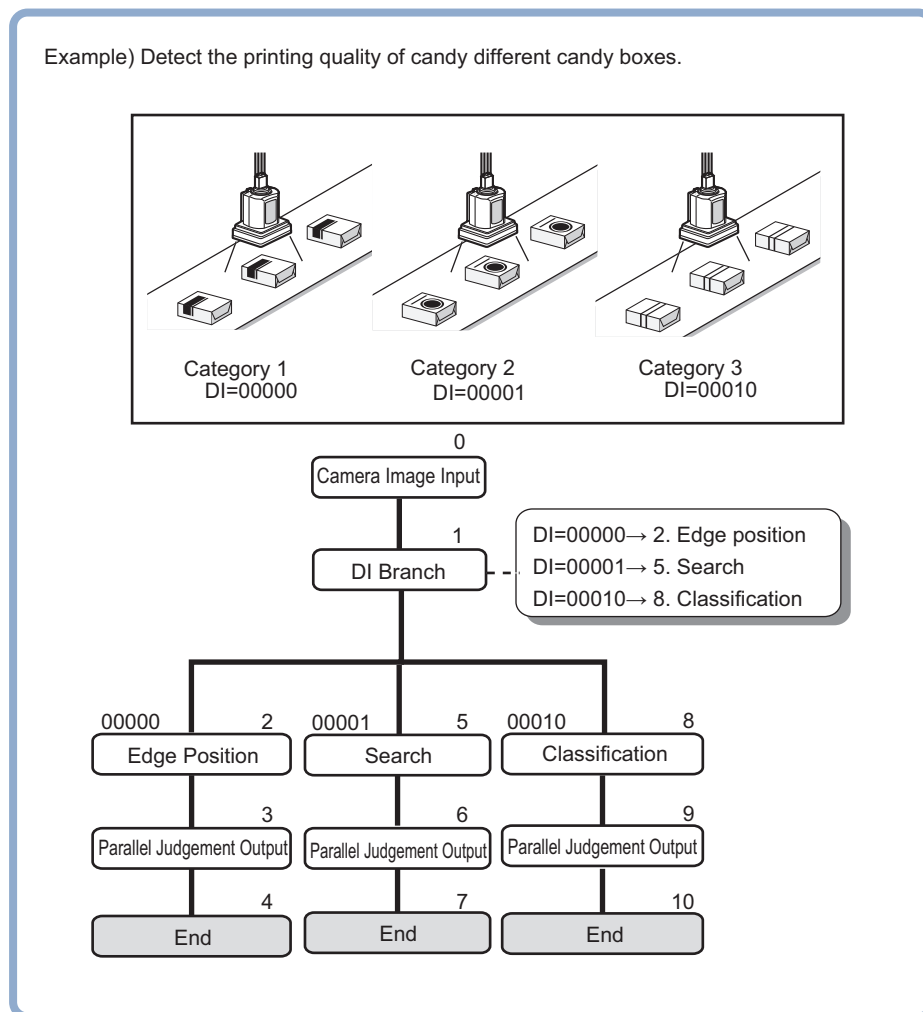 Example) Detect the printing quality of candy different candy boxes.
Category 1
DI=00000
Category 2
DI=00001
Category 3
DI=00010
0
Camera Image Input
1
DI Branch
DI=00000→ 2. Edge position
DI=00001→ 5. Search
DI=00010→ 8. Classification
00000 2
Edge Position
00001 5
Search
00010 8
Classification
3
Parallel Judgement Output
6
Parallel Judgement Output
9
Parallel Judgement Output
4
End
7
End
10
End